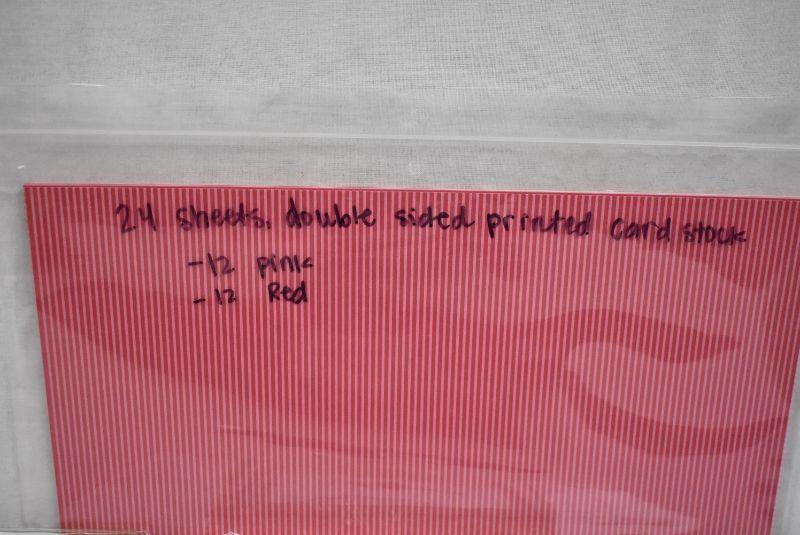 24 sheets, double sided printed card stock
-12 pink
-12 Red